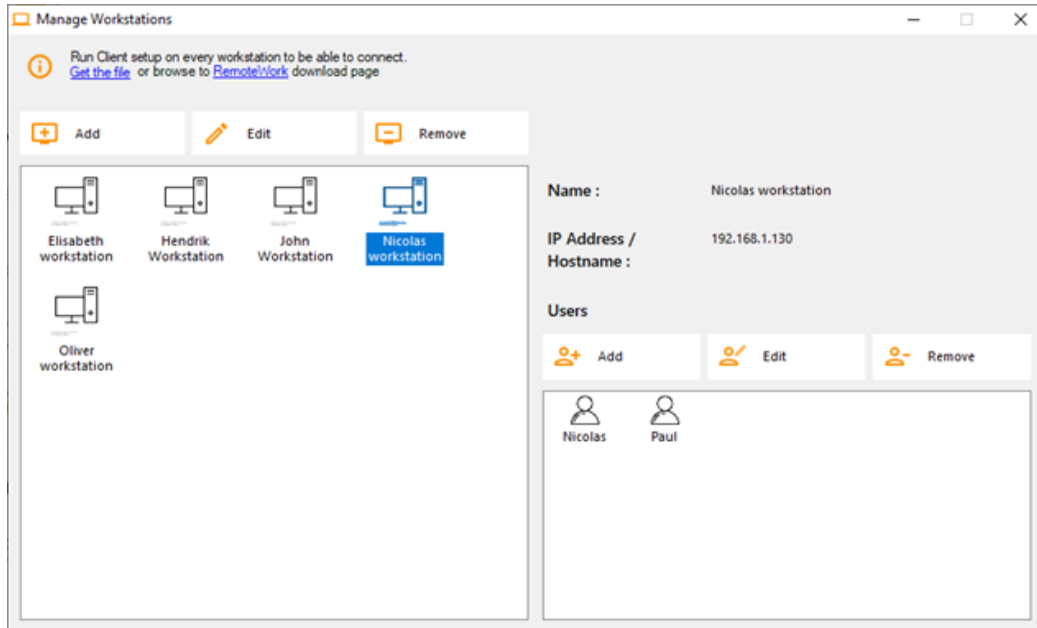 Manage Workstations
Run Client setup on every workstation to be able to connect.
Get the file or browse to RemoteWork download page
Add
Edit
Remove
Elisabeth
workstation
Hendrik
Workstation
John
Workstation
Nicolas
workstation
Oliver
workstation
Name :
Nicolas workstation
IP Address /
Hostname :
192.168.1.130
Users
Add
Edit
Remove
Nicolas
Paul